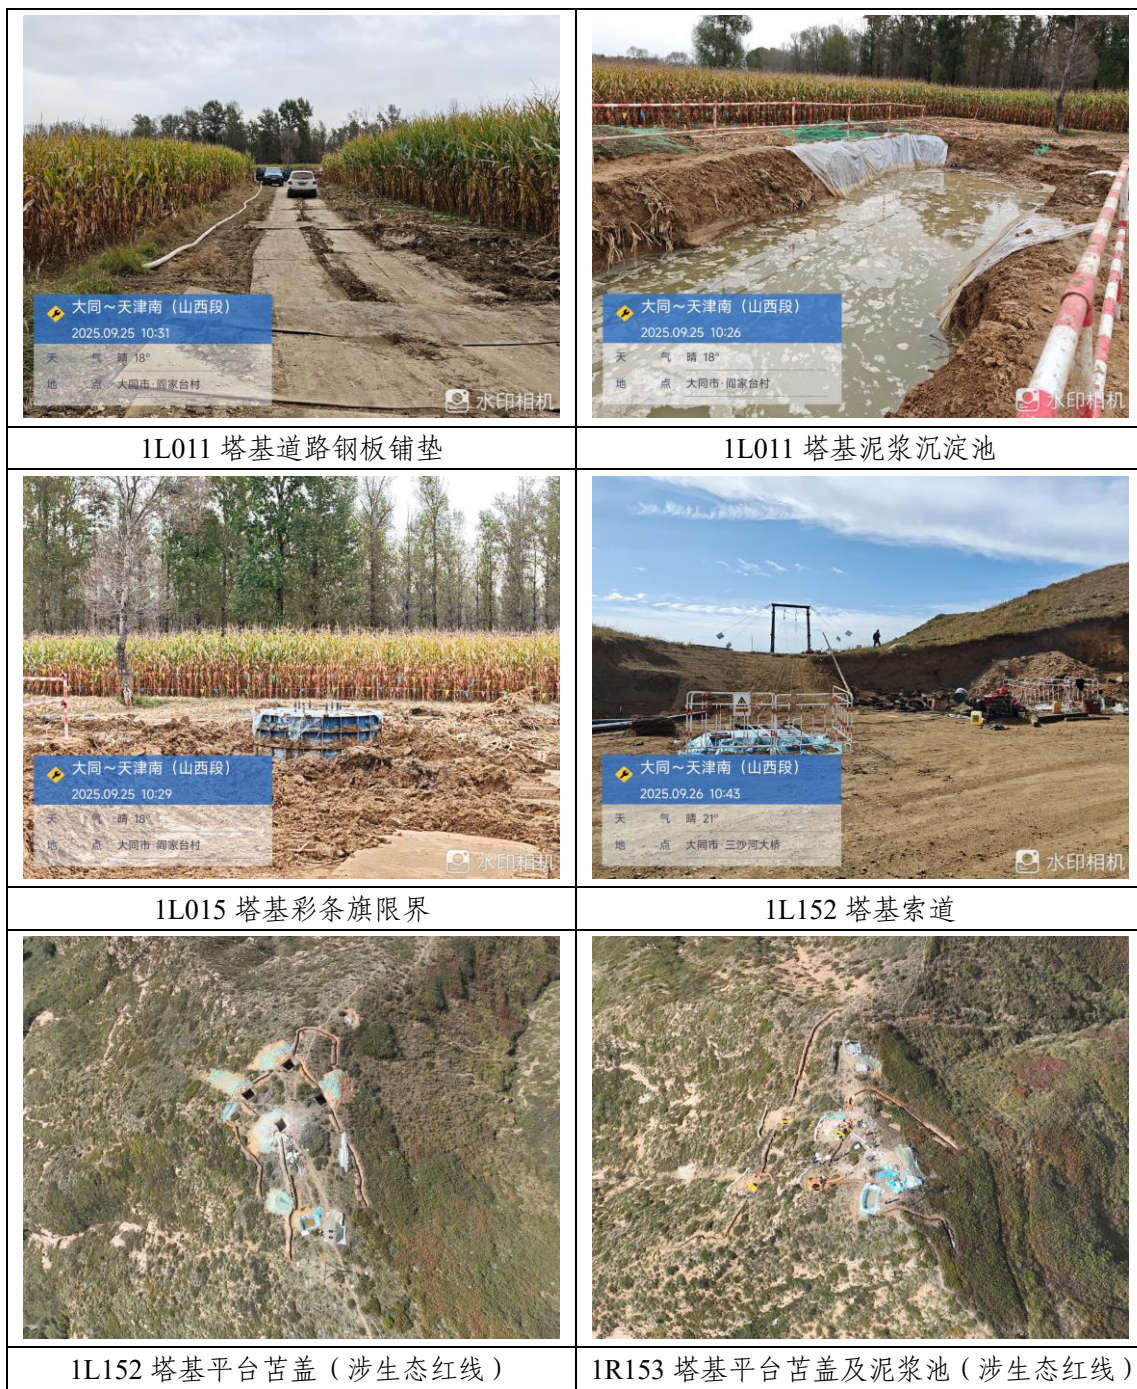 大同～天津南（山西段）
2025.09.25 10:31
天 气 晴 18°
地 点 大同市·阎家台村
水印相机
大同～天津南（山西段）
2025.09.25 10:26
天 气 晴 18°
地 点 大同市·阎家台村
水印相机
1L011 塔基道路钢板铺垫
1L011 塔基泥浆沉淀池
大同～天津南（山西段）
2025.09.25 10:29
天 气 晴 18°
地 点 大同市·阎家台村
水印相机
大同～天津南（山西段）
2025.09.26 10:43
天 气 晴 21°
地 点 大同市·三沙河大桥
水印相机
1L015 塔基彩条旗限界
1L152 塔基索道
1L152 塔基平台苫盖（涉生态红线）
1R153 塔基平台苫盖及泥浆池（涉生态红线）